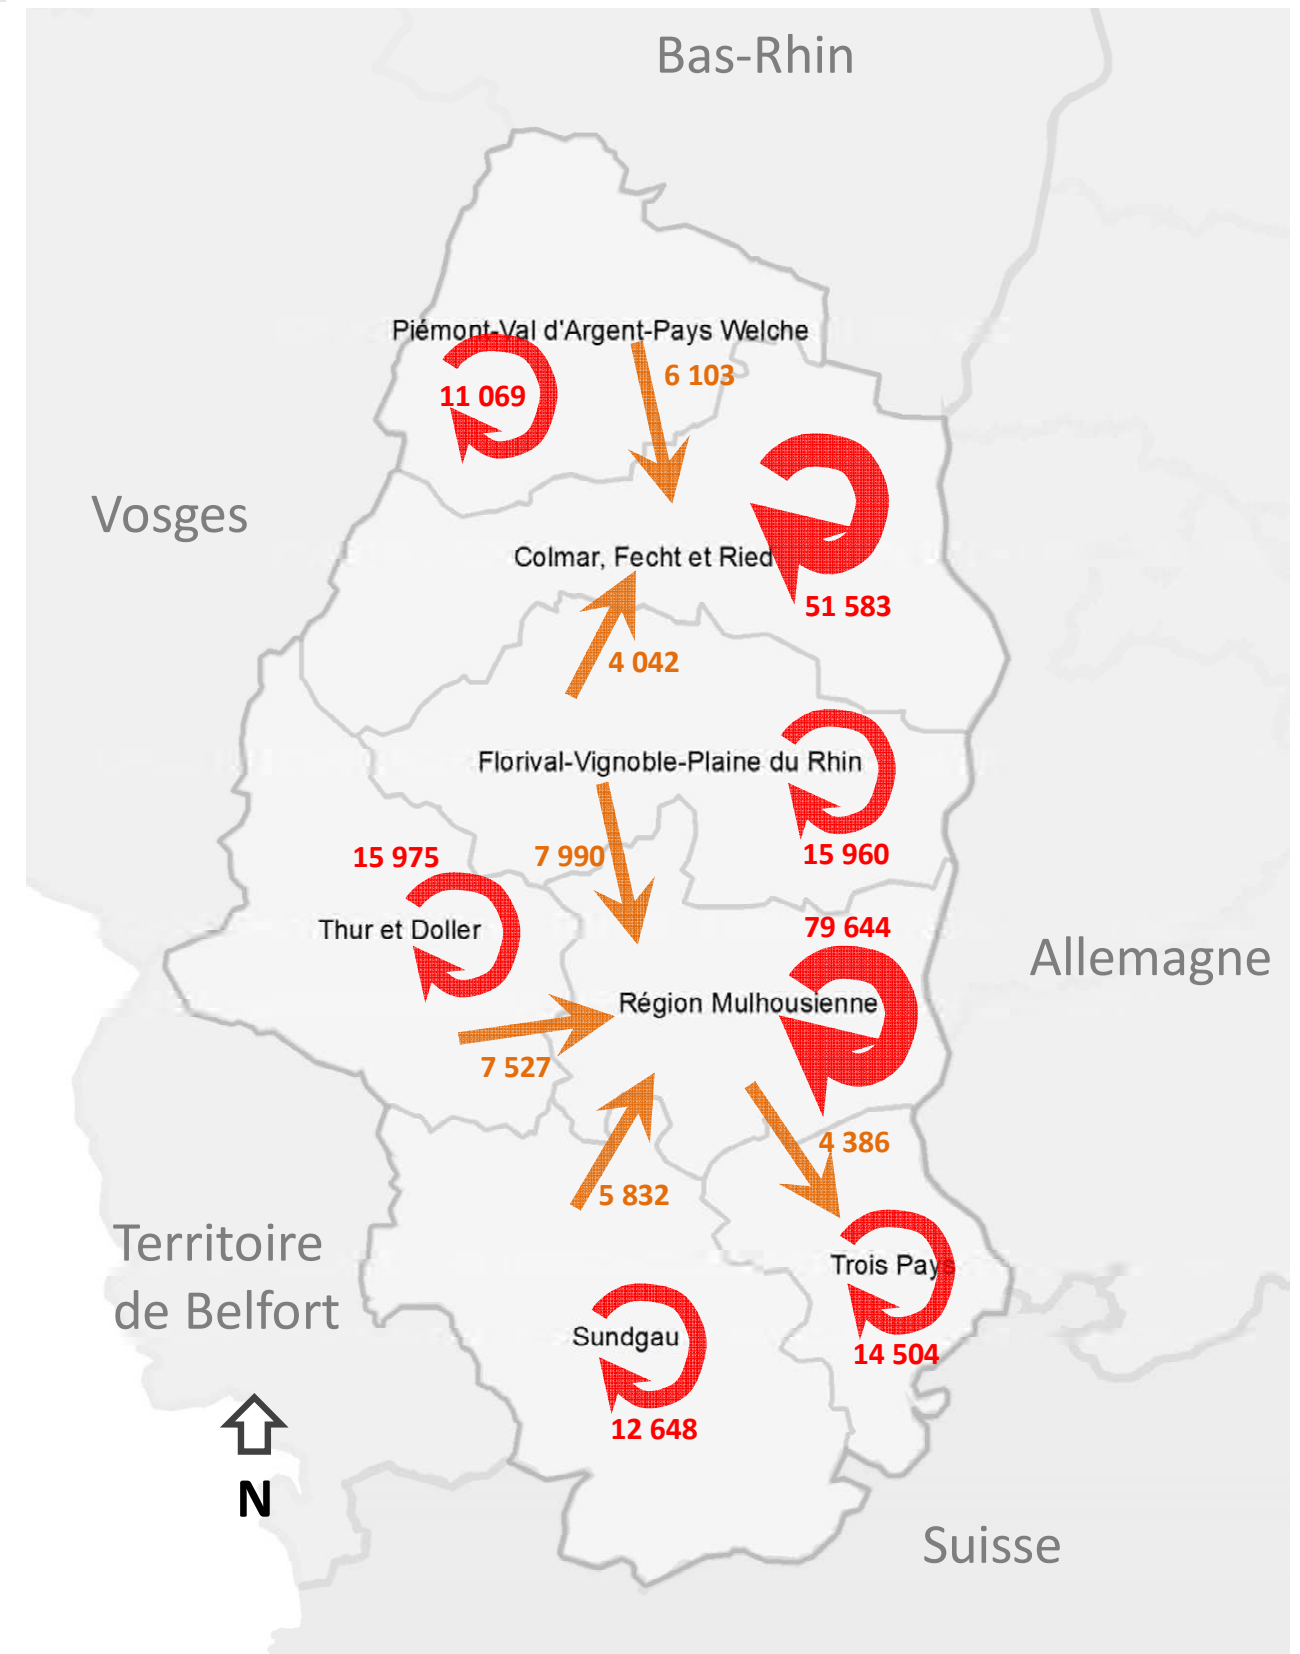 Bas-Rhin
Piémont-Val d'Argent-Pays Welche
6 103
11 069
Vosges
Colmar, Fecht et Ried
51 583
4 042
Florival-Vignoble-Plaine du Rhin
15 975
7 990
15 960
Thur et Doller
79 644
Allemagne
Région Mulhousienne
7 527
4 386
5 832
Territoire
de Belfort
Trois Pays
Sundgau
14 504
12 648
N
Suisse